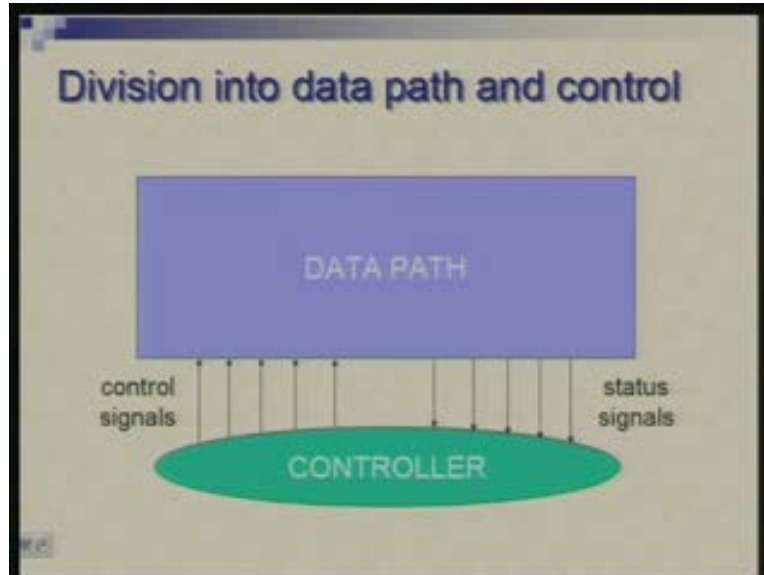 Division into data path and control
DATA PATH
control
signals
status
signals
CONTROLLER